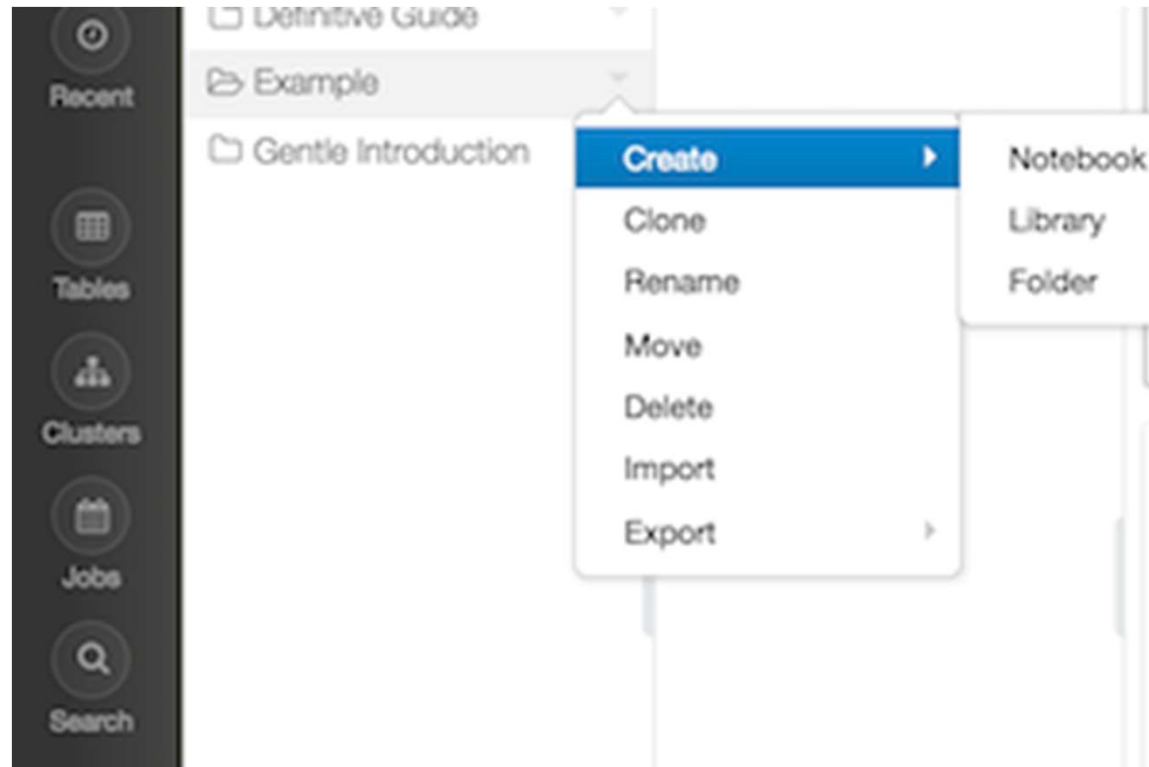 Recent
Tables
Clusters
Jobs
Search
Definitive Guide
Example
Gentle Introduction
Create
Clone
Rename
Move
Delete
Import
Export
Notebook
Library
Folder